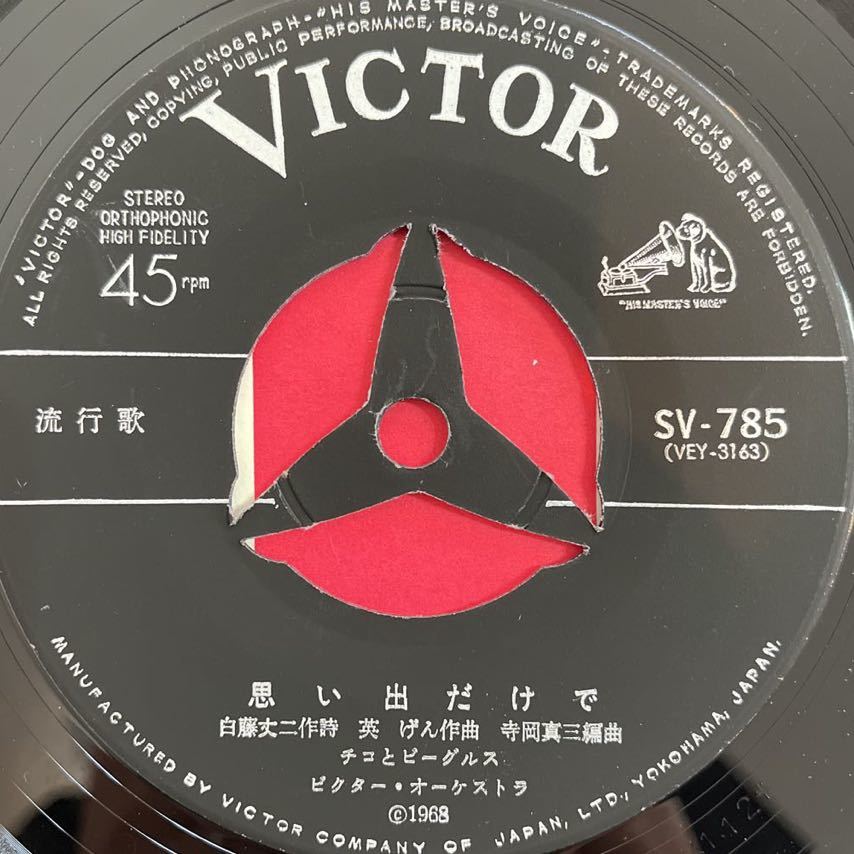 "VICTOR"-DOG AND PHONOGRAPH-"HIS MASTER'S VOICE"-TRADEMARKS REGISTERED.
ALL RIGHTS RESERVED, COPYING, PUBLIC PERFORMANCE, BROADCASTING OF THESE RECORDS ARE FORBIDDEN.
VICTOR
STEREO
ORTHOPHONIC
HIGH FIDELITY
45 rpm
"HIS MASTER'S VOICE"
流行歌
SV-785
(VEY-3163)
思い出だけで
白藤丈二作詩 英 げん作曲 寺岡真三編曲
チコとビーグルス
ビクター・オーケストラ
©1968
MANUFACTURED BY VICTOR COMPANY OF JAPAN, LTD., YOKOHAMA, JAPAN.
112